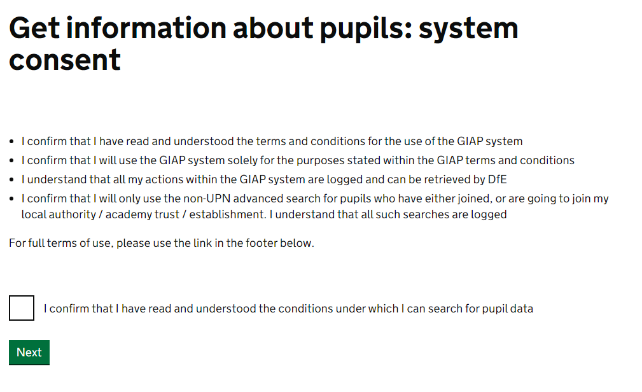 Get information about pupils: system
consent
• I confirm that I have read and understood the terms and conditions for the use of the GIAP system
• I confirm that I will use the GIAP system solely for the purposes stated within the GIAP terms and conditions
• I understand that all my actions within the GIAP system are logged and can be retrieved by DfE
• I confirm that I will only use the non-UPN advanced search for pupils who have either joined, or are going to join my
local authority / academy trust / establishment. I understand that all such searches are logged
For full terms of use, please use the link in the footer below.
I confirm that I have read and understood the conditions under which I can search for pupil data
Next